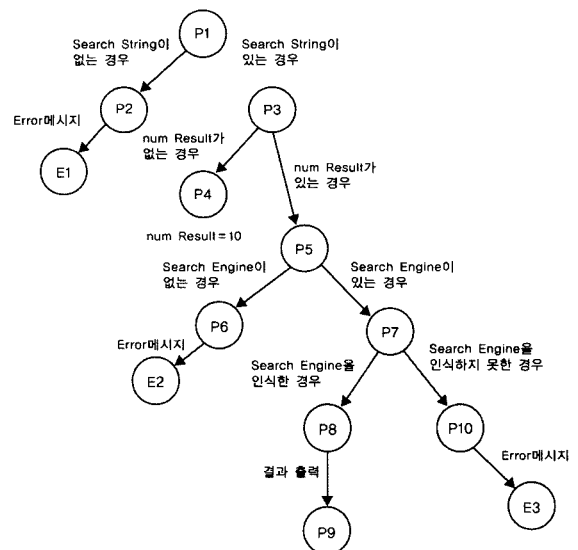 P1
Search String이
없는 경우
Search String이
있는 경우
P2
P3
Error메시지
num Result가
없는 경우
num Result가
있는 경우
E1
P4
num Result=10
P5
Search Engine이
없는 경우
Search Engine이
있는 경우
P6
P7
Error메시지
Search Engine을
인식한 경우
Search Engine을
인식하지 못한 경우
E2
P8
P10
결과 출력
Error메시지
P9
E3